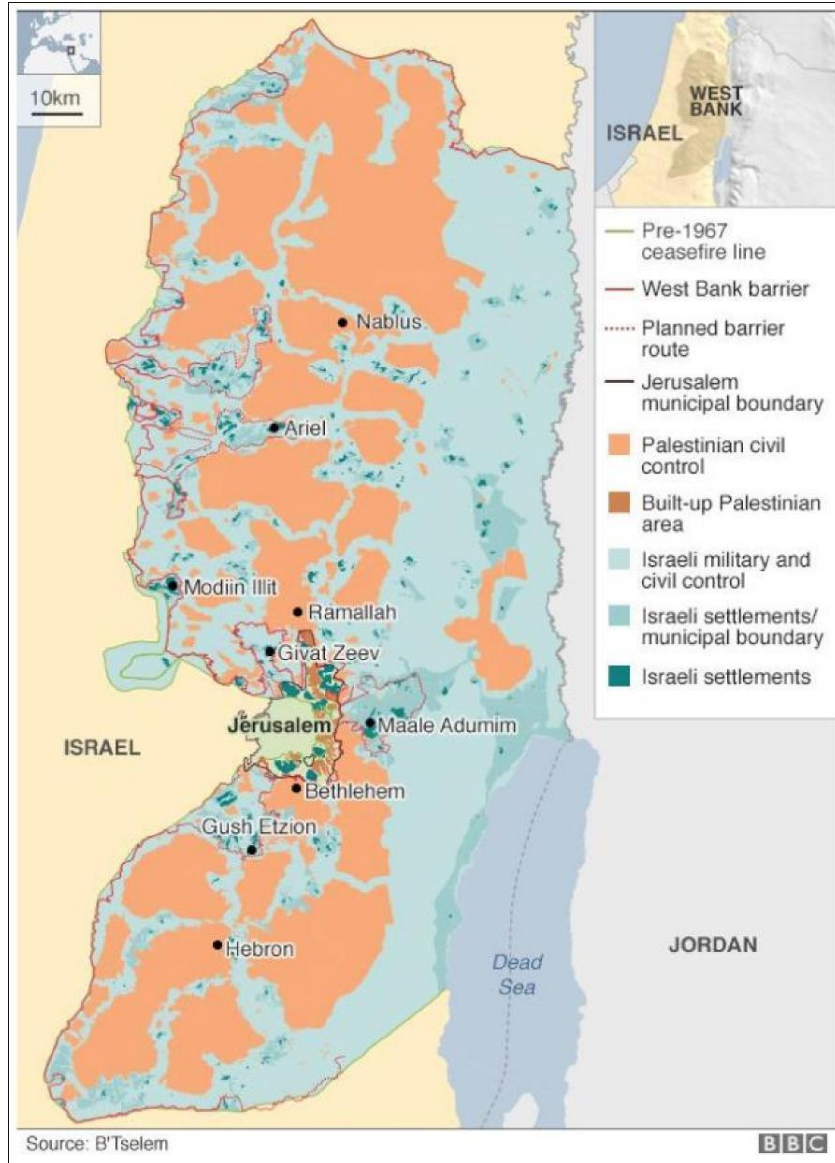 10km
WEST
BANK
ISRAEL
Pre-1967
ceasefire line
West Bank barrier
Planned barrier
route
Jerusalem
municipal boundary
Palestinian civil
control
Built-up Palestinian
area
Israeli military and
civil control
Israeli settlements/
municipal boundary
Israeli settlements
Nablus
Ariel
Modiin Illit
Ramallah
Givat Zeev
Jerusalem
Maale Adumim
ISRAEL
Bethlehem
Gush Etzion
Hebron
JORDAN
Dead
Sea
Source: B'Tselem
BBC